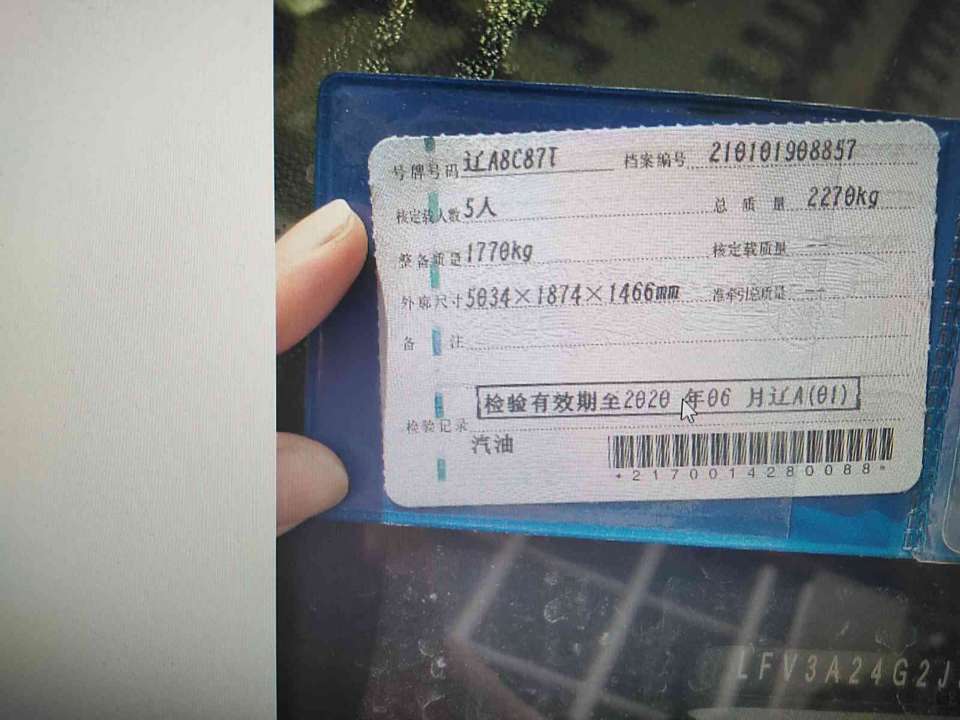 号牌号码 辽A8C87T 档案编号 210101908857
核定载人数 5人 总质量 2270kg
整备质量 1770kg 核定载质量 --
外廓尺寸 5034×1874×1466mm 准牵引总质量 --
备注
检验有效期至2020年06月辽A(01)
检验记录
汽油
*2170014280088*
LFV3A24G2J